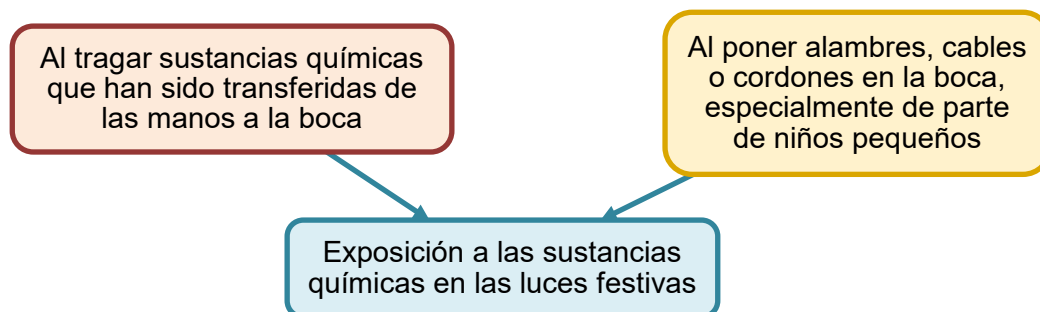 Al tragar sustancias químicas
que han sido transferidas de
las manos a la boca
Al poner alambres, cables
o cordones en la boca,
especialmente de parte
de niños pequeños
Exposición a las sustancias
químicas en las luces festivas